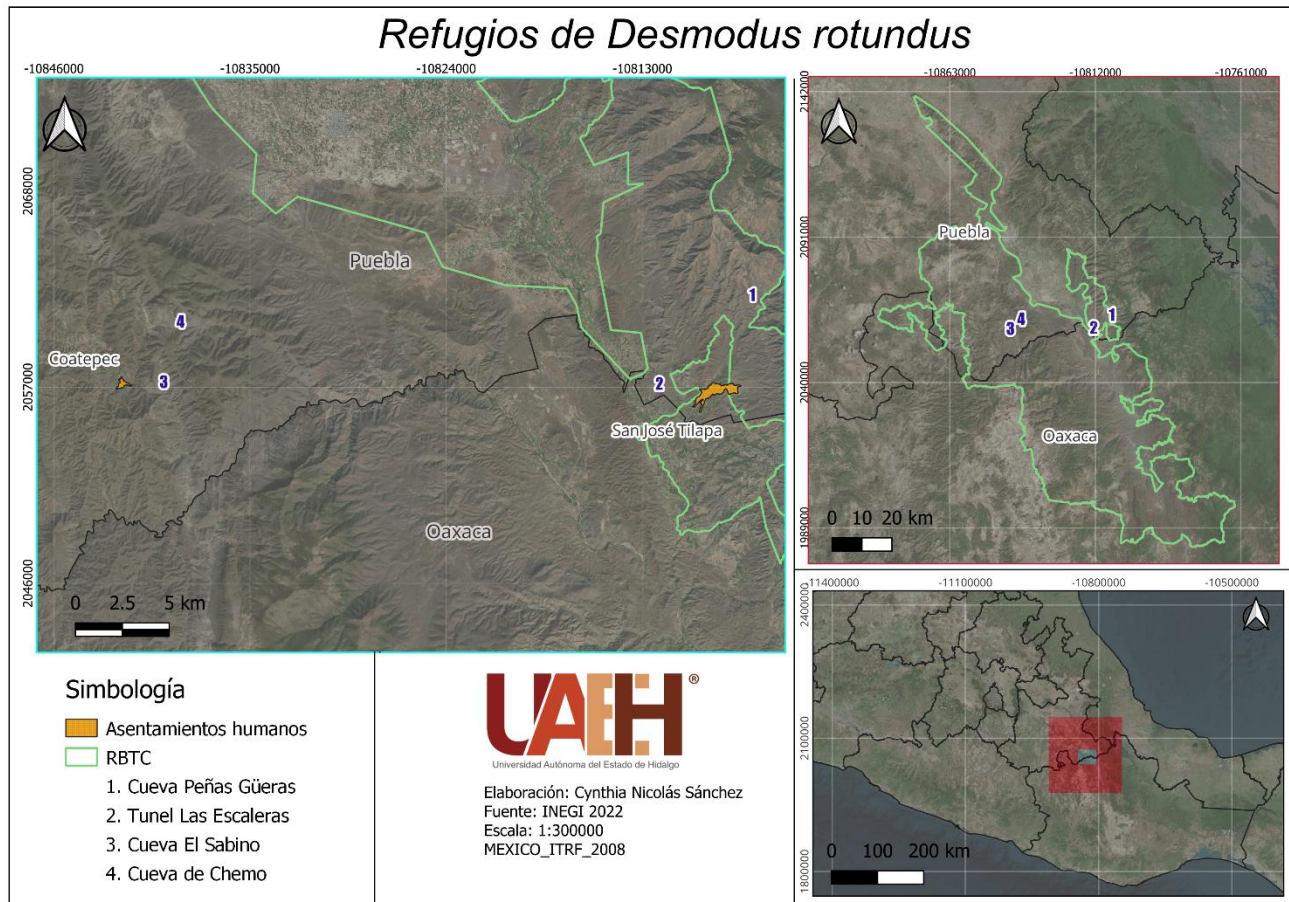 Refugios de Desmodus rotundus
-10846000
-10835000
-10824000
-10813000
2068000
2057000
2046000
Puebla
1
4
Coatepec
3
2
San José Tilapa
Oaxaca
0 2.5 5 km
-10863000
-10812000
-10761000
2142000
2091000
2040000
1989000
Puebla
1
4
3
2
Oaxaca
0 10 20 km
-11400000
-11100000
-10800000
-10500000
2400000
2100000
1800000
0 100 200 km
Simbología
Asentamientos humanos
RBTC
1. Cueva Peñas Güeras
2. Tunel Las Escaleras
3. Cueva El Sabino
4. Cueva de Chemo
UAEH®
Universidad Autónoma del Estado de Hidalgo
Elaboración: Cynthia Nicolás Sánchez
Fuente: INEGI 2022
Escala: 1:300000
MEXICO_ITRF_2008